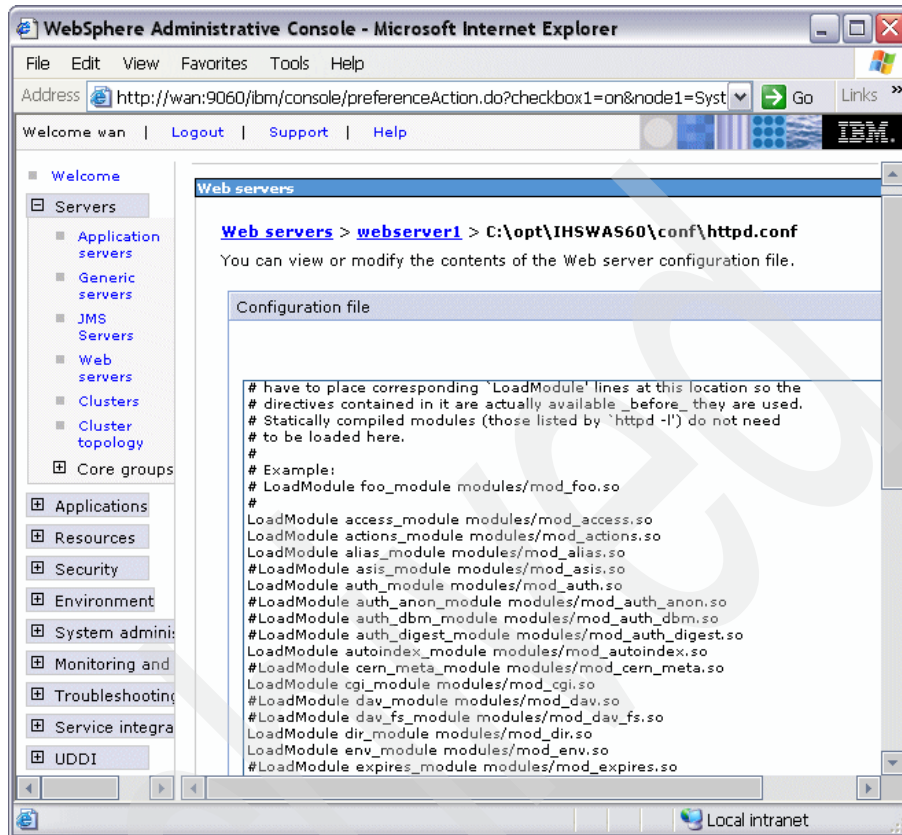 WebSphere Administrative Console - Microsoft Internet Explorer
File Edit View Favorites Tools Help
Address http://wan:9060/ibm/console/preferenceAction.do?checkbox1=on&node1=Syst Go Links »
Welcome wan | Logout | Support | Help IBM.
Welcome
Servers
Application
servers
Generic
servers
JMS
Servers
Web
servers
Clusters
Cluster
topology
Core groups
Applications
Resources
Security
Environment
System adminis
Monitoring and
Troubleshooting
Service integra
UDDI
Web servers
Web servers > webserver1 > C:\opt\IHSWAS60\conf\httpd.conf
You can view or modify the contents of the Web server configuration file.
Configuration file
# have to place corresponding `LoadModule' lines at this location so the
# directives contained in it are actually available _before_ they are used.
# Statically compiled modules (those listed by `httpd -l') do not need
# to be loaded here.
#
# Example:
# LoadModule foo_module modules/mod_foo.so
#
LoadModule access_module modules/mod_access.so
LoadModule actions_module modules/mod_actions.so
LoadModule alias_module modules/mod_alias.so
#LoadModule asis_module modules/mod_asis.so
LoadModule auth_module modules/mod_auth.so
#LoadModule auth_anon_module modules/mod_auth_anon.so
#LoadModule auth_dbm_module modules/mod_auth_dbm.so
#LoadModule auth_digest_module modules/mod_auth_digest.so
LoadModule autoindex_module modules/mod_autoindex.so
#LoadModule cern_meta_module modules/mod_cern_meta.so
LoadModule cgi_module modules/mod_cgi.so
#LoadModule dav_module modules/mod_dav.so
#LoadModule dav_fs_module modules/mod_dav_fs.so
LoadModule dir_module modules/mod_dir.so
LoadModule env_module modules/mod_env.so
#LoadModule expires_module modules/mod_expires.so
Local intranet